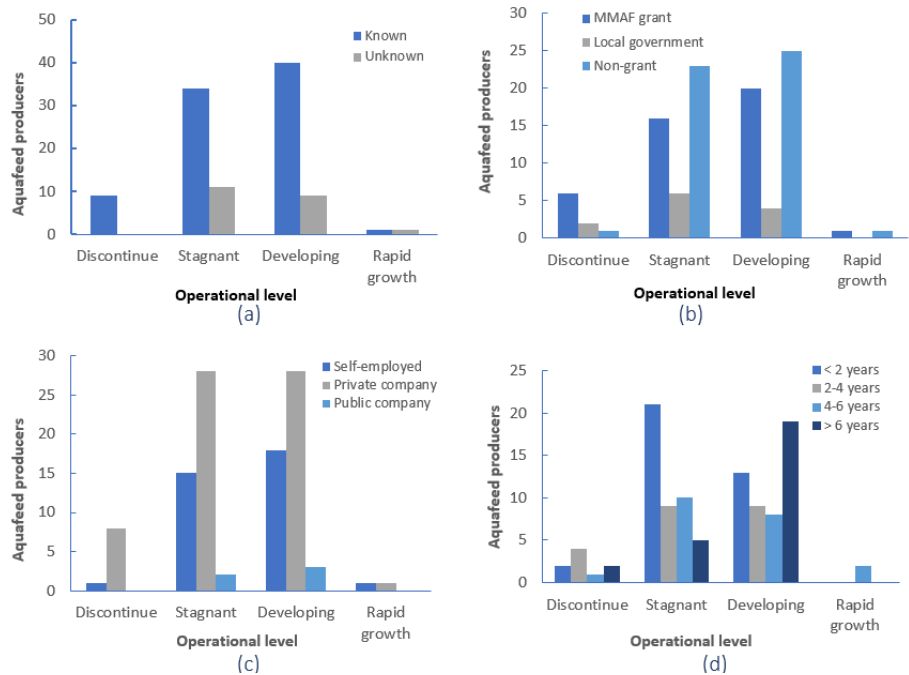 50
40
30
20
10
0
Aquafeed producers
Known
Unknown
Discontinue Stagnant Developing Rapid
growth
Operational level
(a)
30
25
20
15
10
5
0
Aquafeed producers
MMAF grant
Local government
Non-grant
Discontinue Stagnant Developing Rapid
growth
Operational level
(b)
30
25
20
15
10
5
0
Aquafeed producers
Self-employed
Private company
Public company
Discontinue Stagnant Developing Rapid
growth
Operational level
(c)
25
20
15
10
5
0
Aquafeed producers
< 2 years
2-4 years
4-6 years
> 6 years
Discontinue Stagnant Developing Rapid
growth
Operational level
(d)